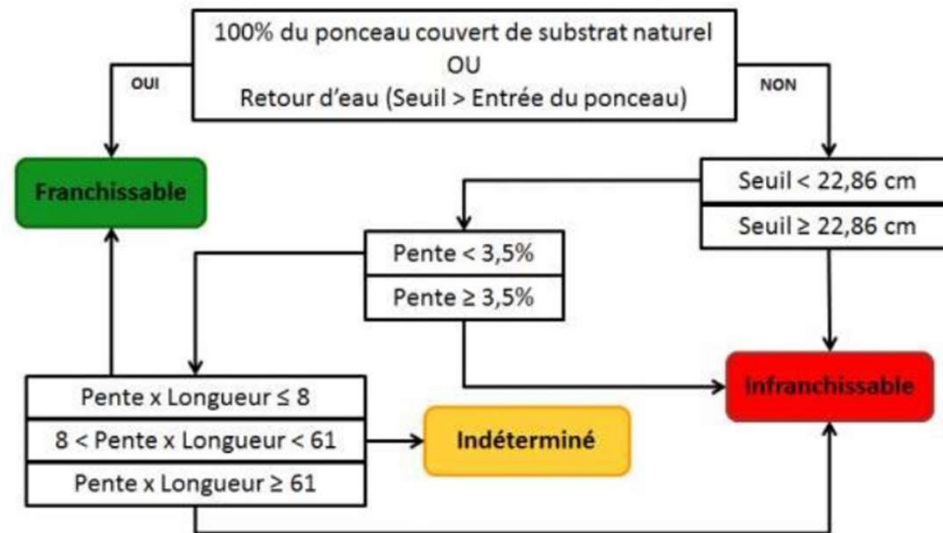 100% du ponceau couvert de substrat naturel
OU
Retour d'eau (Seuil > Entrée du ponceau)
OUI
NON
Franchissable
Seuil < 22,86 cm
Seuil ≥ 22,86 cm
Pente < 3,5%
Pente ≥ 3,5%
Infranchissable
Pente x Longueur ≤ 8
8 < Pente x Longueur < 61
Pente x Longueur ≥ 61
Indéterminé